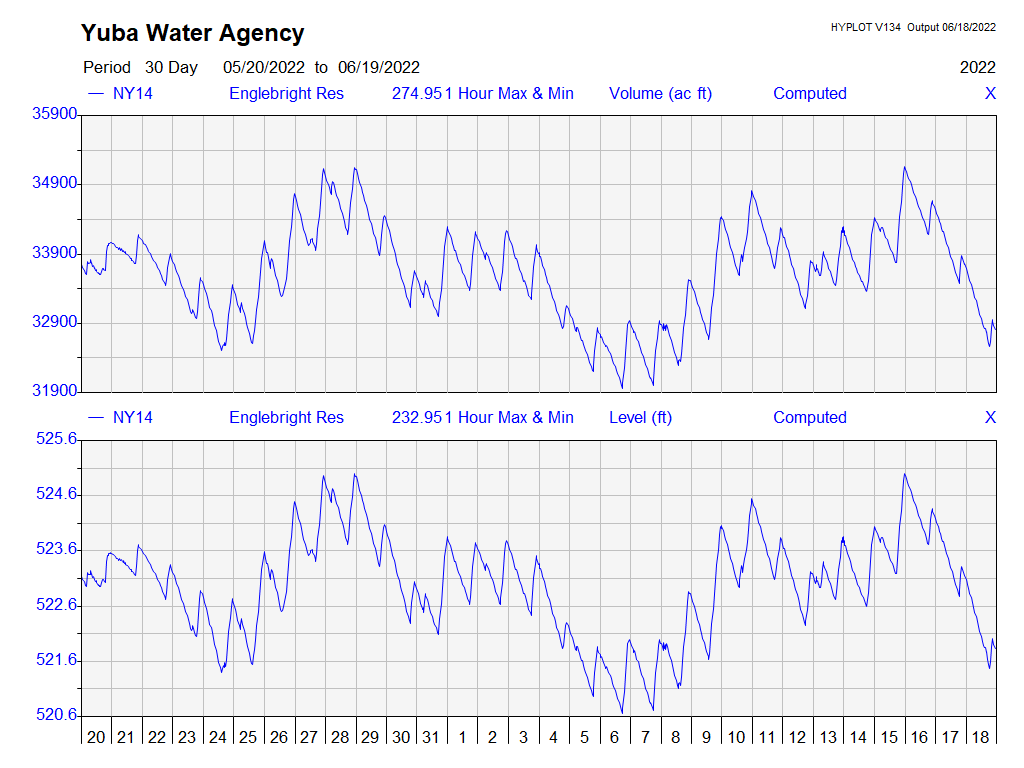 Yuba Water Agency
HYPLOT V134 Output 06/18/2022
Period 30 Day 05/20/2022 to 06/19/2022
2022
NY14 Englebright Res 274.951 Hour Max & Min Volume (ac ft) Computed X
35900
34900
33900
32900
31900
NY14 Englebright Res 232.951 Hour Max & Min Level (ft) Computed X
525.6
524.6
523.6
522.6
521.6
520.6
20 21 22 23 24 25 26 27 28 29 30 31 1 2 3 4 5 6 7 8 9 10 11 12 13 14 15 16 17 18